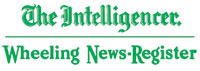 The Intelligencer.
Wheeling News-Register